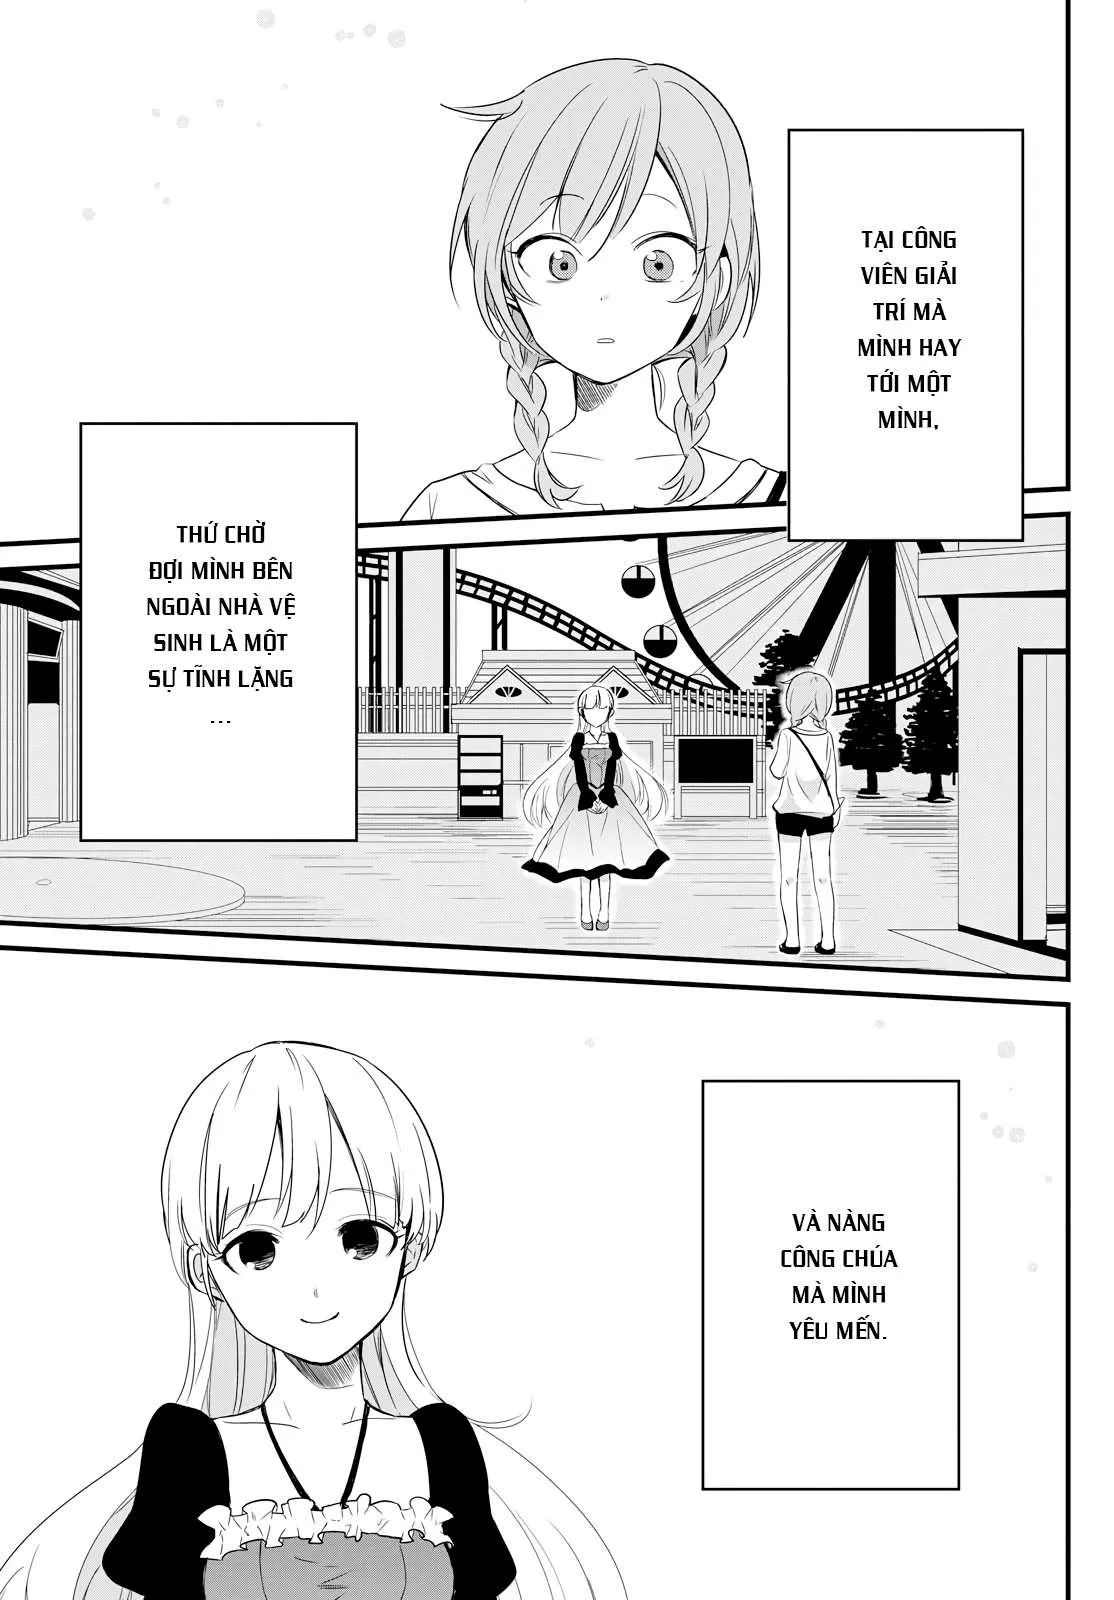 TẠI CÔNG
VIÊN GIẢI
TRÍ MÀ
MÌNH HAY
TỚI MỘT
MÌNH,
THỨ CHỜ
ĐỢI MÌNH BÊN
NGOÀI NHÀ VỆ
SINH LÀ MỘT
SỰ TĨNH LẶNG
...
VÀ NÀNG
CÔNG CHÚA
MÀ MÌNH
YÊU MẾN.